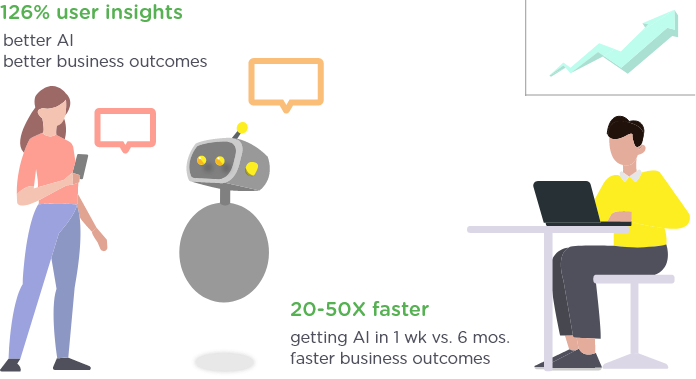 126% user insights
better AI
better business outcomes
20-50X faster
getting AI in 1 wk vs. 6 mos.
faster business outcomes